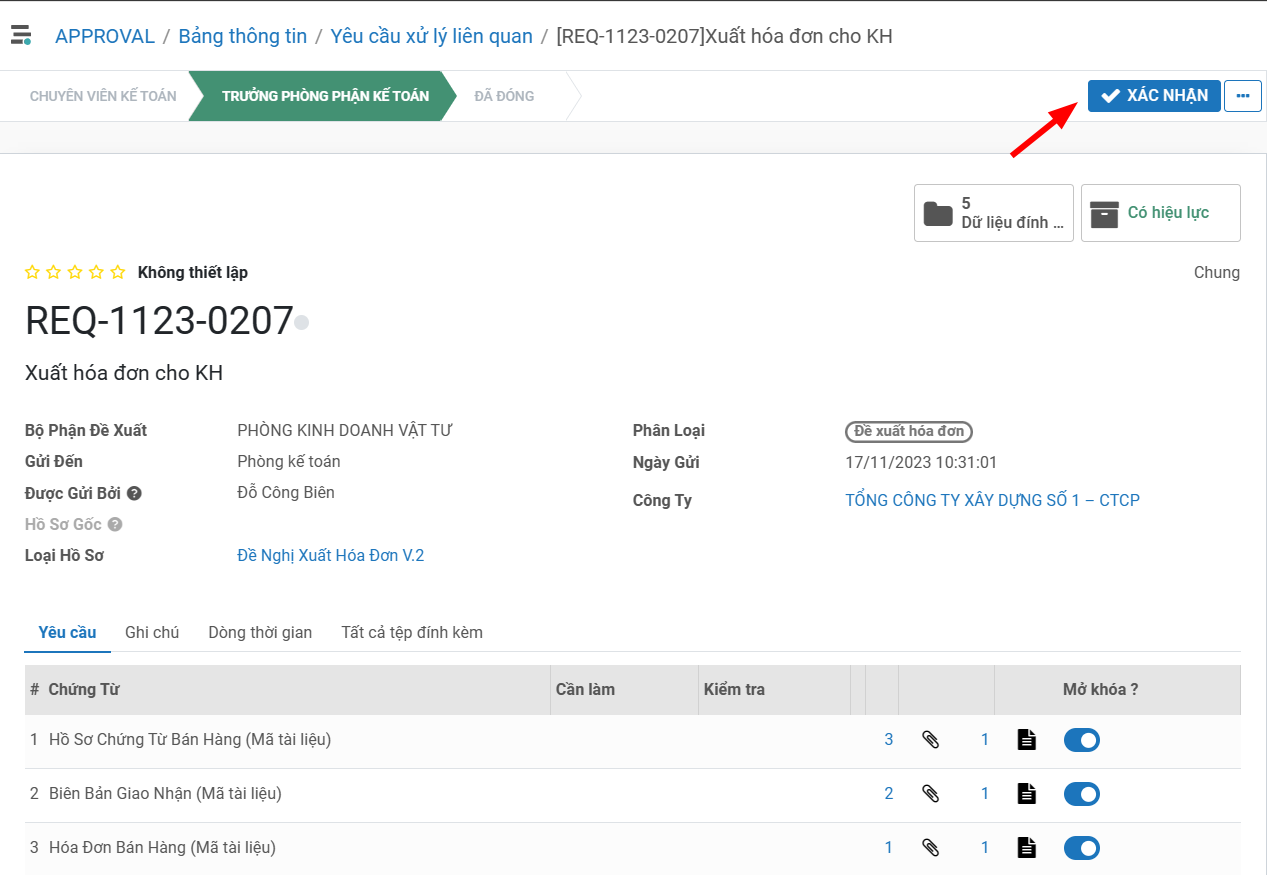 APPROVAL / Bảng thông tin / Yêu cầu xử lý liên quan / [REQ-1123-0207]Xuất hóa đơn cho KH
CHUYÊN VIÊN KẾ TOÁN TRƯỞNG PHÒNG PHẬN KẾ TOÁN ĐÃ ĐÓNG XÁC NHẬN ...
5
Dữ liệu đính ...
Có hiệu lực
Không thiết lập Chung
REQ-1123-0207
Xuất hóa đơn cho KH
Bộ Phận Đề Xuất PHÒNG KINH DOANH VẬT TƯ Phân Loại Đề xuất hóa đơn
Gửi Đến Phòng kế toán Ngày Gửi 17/11/2023 10:31:01
Được Gửi Bởi ? Đỗ Công Biên Công Ty TỔNG CÔNG TY XÂY DỰNG SỐ 1 – CTCP
Hồ Sơ Gốc ?
Loại Hồ Sơ Đề Nghị Xuất Hóa Đơn V.2
Yêu cầu Ghi chú Dòng thời gian Tất cả tệp đính kèm
# Chứng Từ Cần làm Kiểm tra Mở khóa ?
1 Hồ Sơ Chứng Từ Bán Hàng (Mã tài liệu) 3 1
2 Biên Bản Giao Nhận (Mã tài liệu) 2 1
3 Hóa Đơn Bán Hàng (Mã tài liệu) 1 1